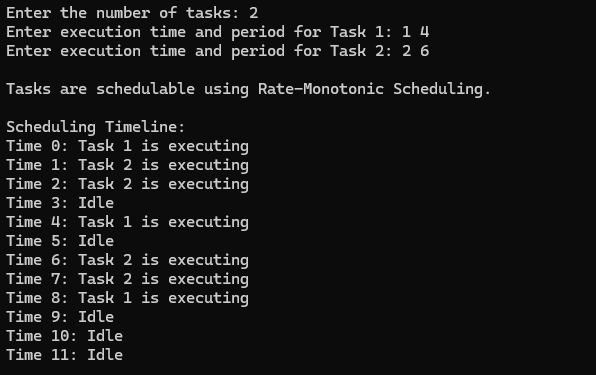 Enter the number of tasks: 2
Enter execution time and period for Task 1: 1 4
Enter execution time and period for Task 2: 2 6
Tasks are schedulable using Rate-Monotonic Scheduling.
Scheduling Timeline:
Time 0: Task 1 is executing
Time 1: Task 2 is executing
Time 2: Task 2 is executing
Time 3: Idle
Time 4: Task 1 is executing
Time 5: Idle
Time 6: Task 2 is executing
Time 7: Task 2 is executing
Time 8: Task 1 is executing
Time 9: Idle
Time 10: Idle
Time 11: Idle